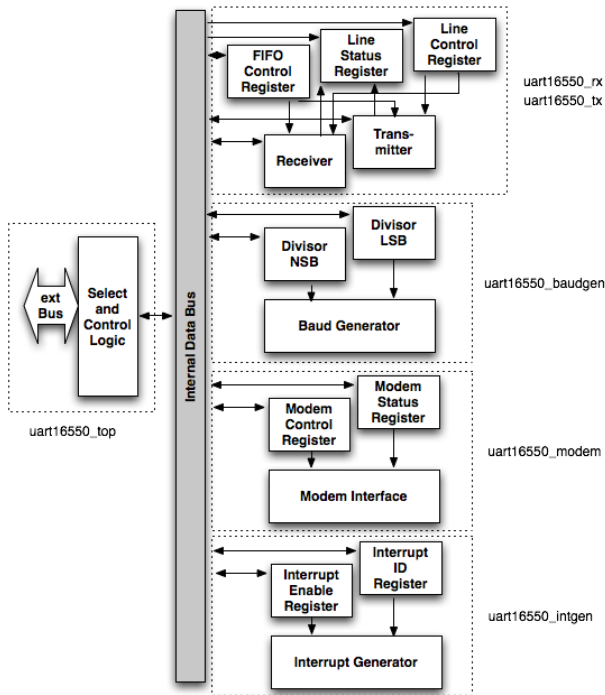 FIFO
Control
Register
Line
Status
Register
Line
Control
Register
uart16550_rx
uart16550_tx
Receiver
Trans-
mitter
ext
Bus
Select
and
Control
Logic
uart16550_top
Internal Data Bus
Divisor
NSB
Divisor
LSB
Baud Generator
uart16550_baudgen
Modem
Control
Register
Modem
Status
Register
Modem Interface
uart16550_modem
Interrupt
Enable
Register
Interrupt
ID
Register
Interrupt Generator
uart16550_intgen